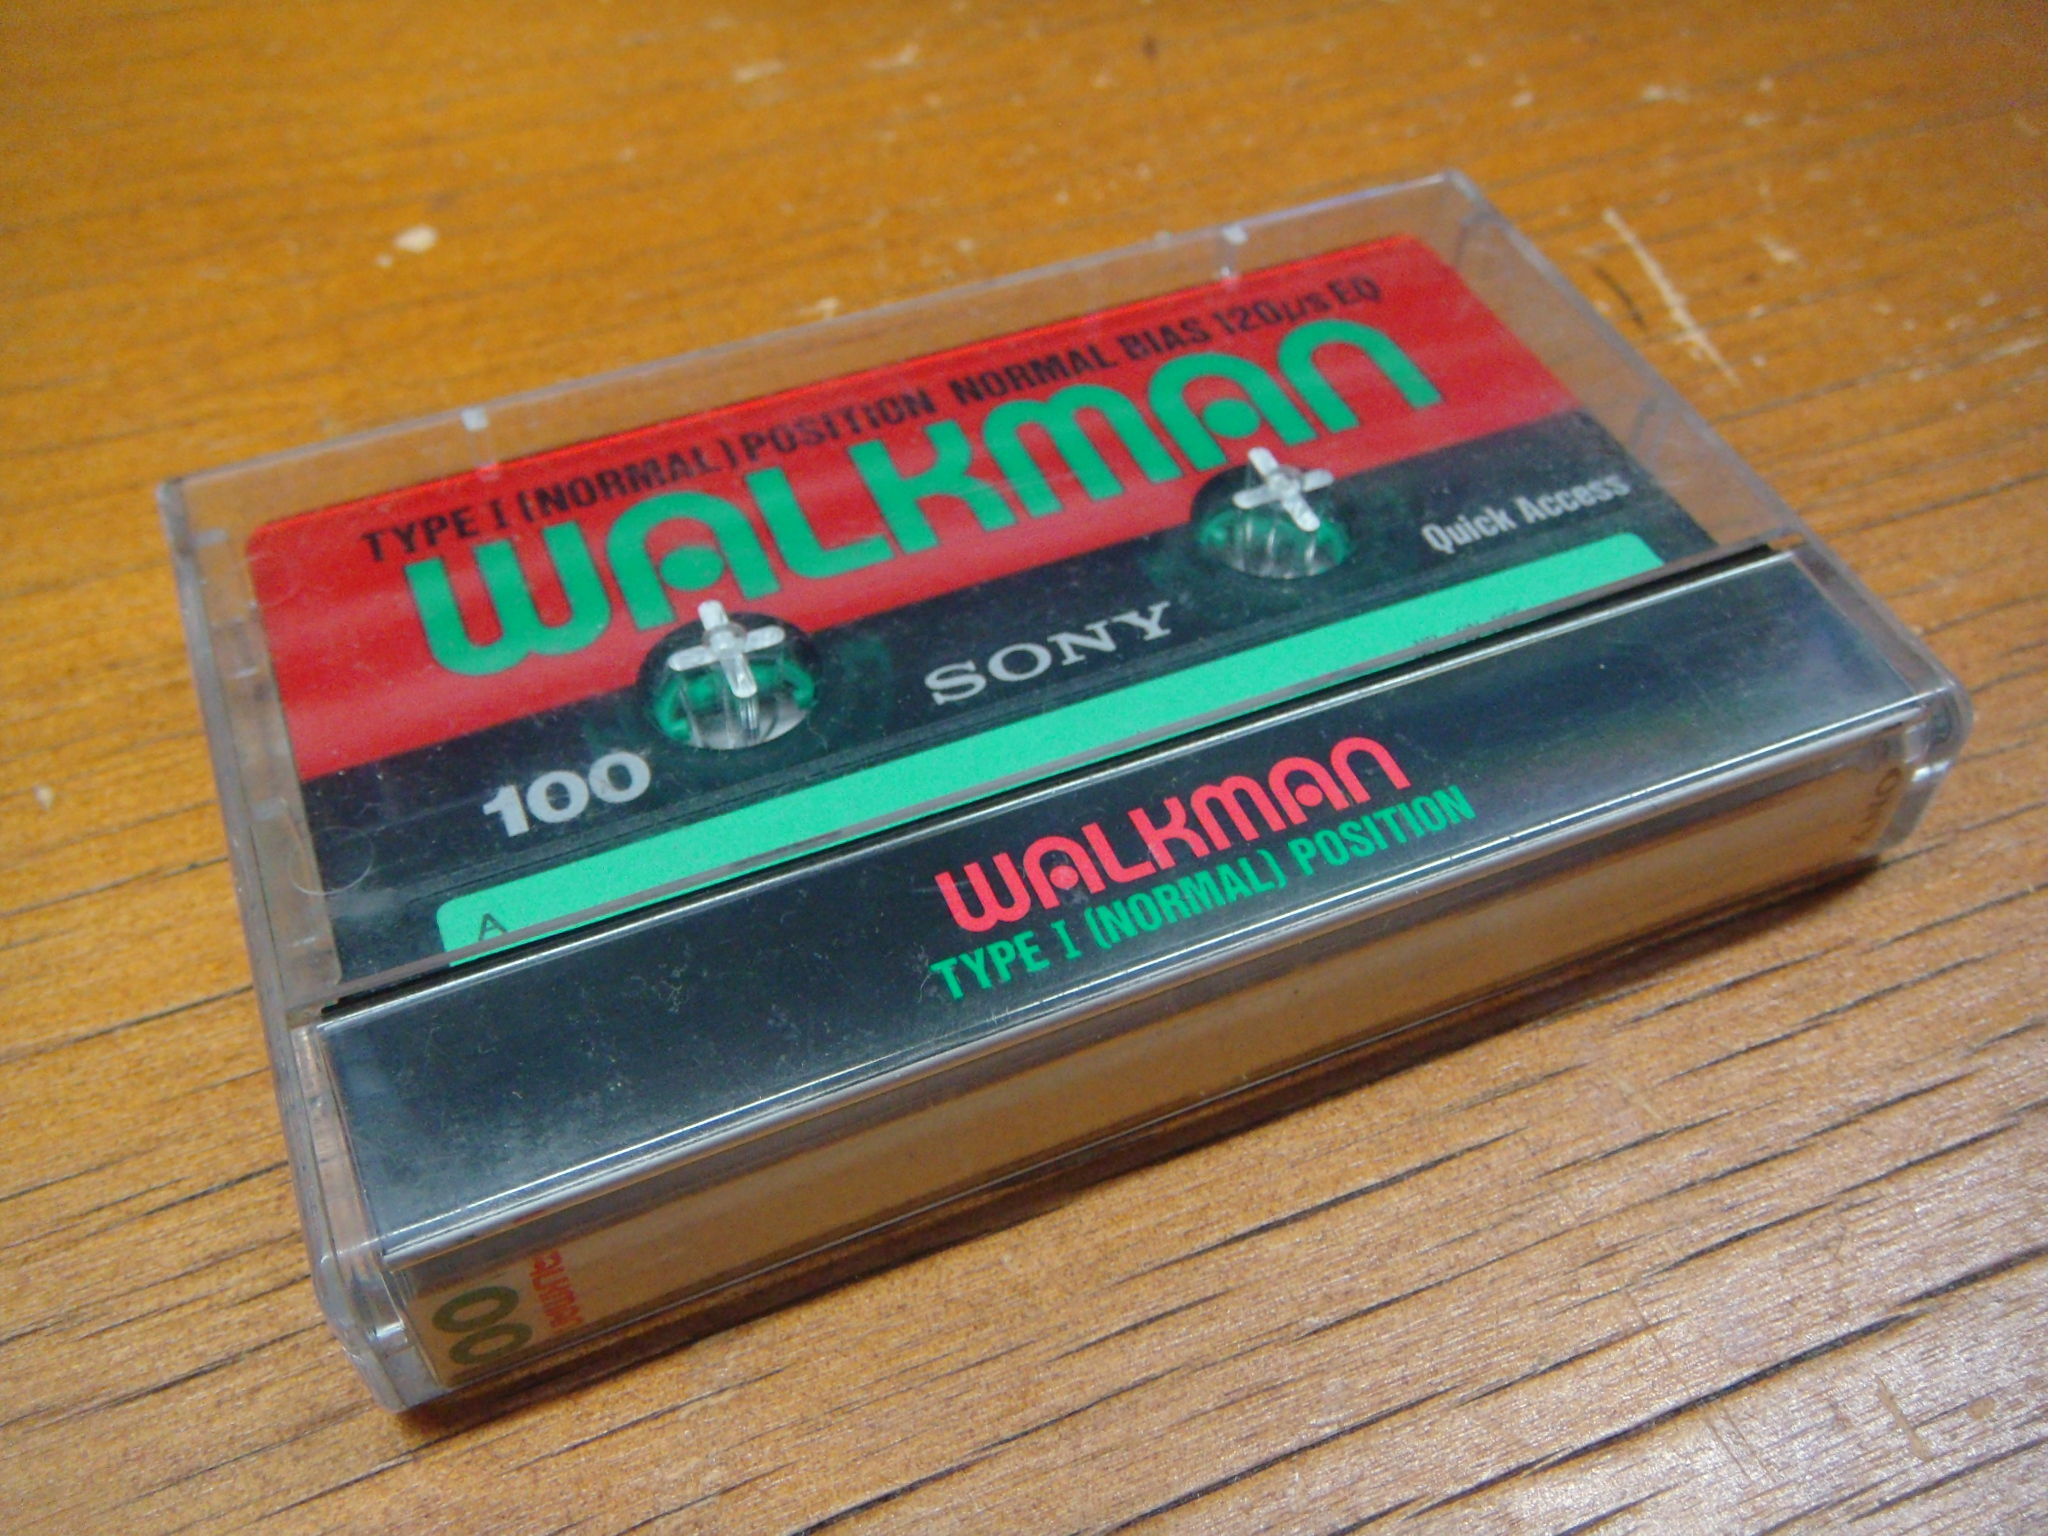 TYPE I (NORMAL) POSITION NORMAL BIAS 120μs EQ
WALKMAN
Quick Access
SONY
100
A
WALKMAN
TYPE I (NORMAL) POSITION